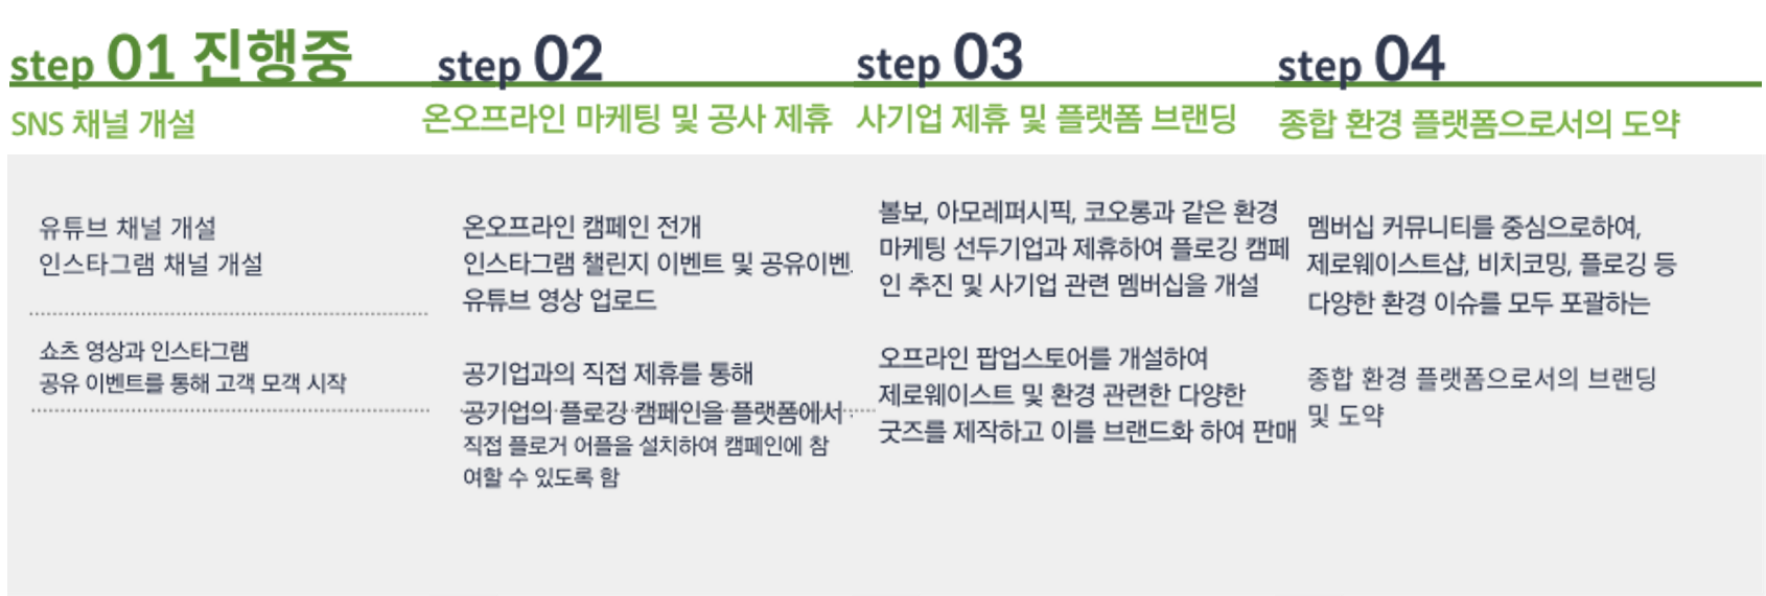 step 01 진행중
SNS 채널 개설
유튜브 채널 개설
인스타그램 채널 개설
쇼츠 영상과 인스타그램
공유 이벤트를 통해 고객 모객 시작
step 02
온오프라인 마케팅 및 공사 제휴
온오프라인 캠페인 전개
인스타그램 챌린지 이벤트 및 공유이벤
유튜브 영상 업로드
공기업과의 직접 제휴를 통해
공기업의 플로깅 캠페인을 플랫폼에서
직접 플로거 어플을 설치하여 캠페인에 참
여할 수 있도록 함
step 03
사기업 제휴 및 플랫폼 브랜딩
볼보, 아모레퍼시픽, 코오롱과 같은 환경
마케팅 선두기업과 제휴하여 플로깅 캠페
인 추진 및 사기업 관련 멤버십을 개설
오프라인 팝업스토어를 개설하여
제로웨이스트 및 환경 관련한 다양한
굿즈를 제작하고 이를 브랜드화 하여 판매
step 04
종합 환경 플랫폼으로서의 도약
멤버십 커뮤니티를 중심으로하여,
제로웨이스트샵, 비치코밍, 플로깅 등
다양한 환경 이슈를 모두 포괄하는
종합 환경 플랫폼으로서의 브랜딩
및 도약